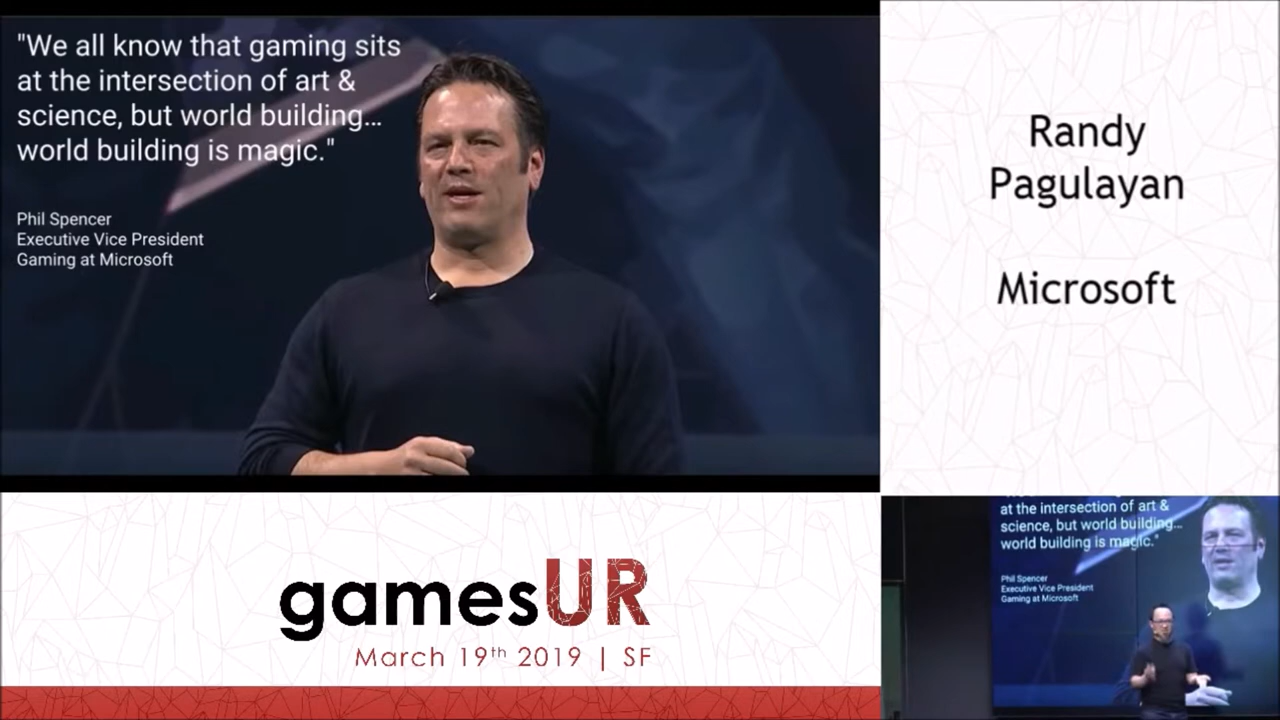 "We all know that gaming sits
at the intersection of art &
science, but world building...
world building is magic."
Phil Spencer
Executive Vice President
Gaming at Microsoft
Randy
Pagulayan
Microsoft
gamesUR
March 19th 2019 | SF
at the intersection of art &
science, but world building...
world building is magic."
Phil Spencer
Executive Vice President
Gaming at Microsoft